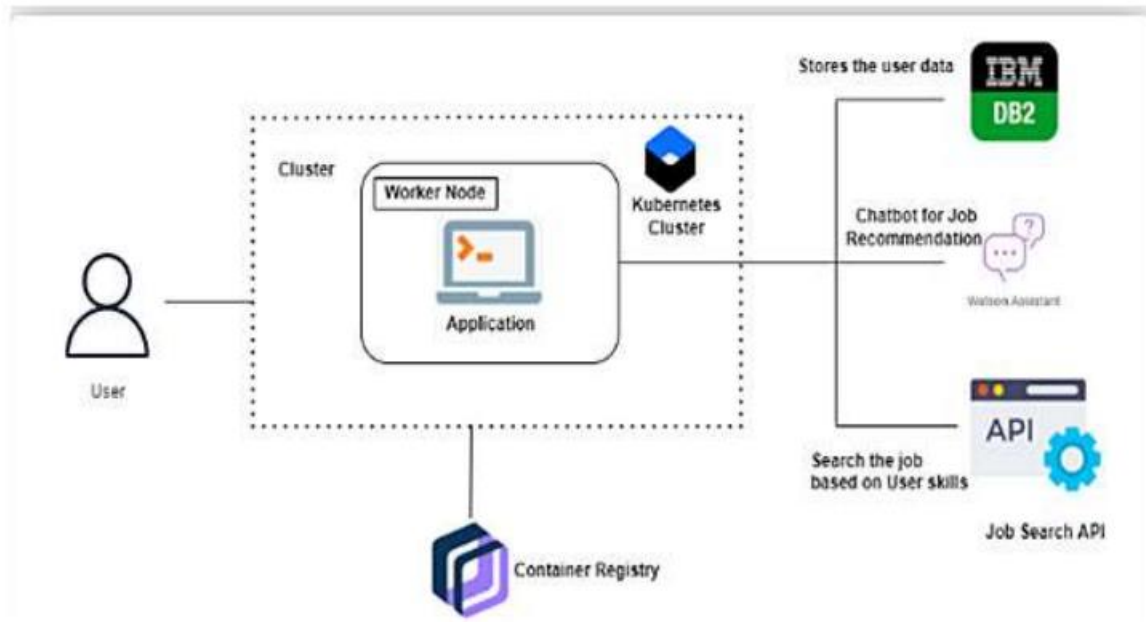 Stores the user data
IBM
DB2
Cluster
Worker Node
Kubernetes
Cluster
Application
Chatbot for Job
Recommendation
?
Watson Assistant
User
API
Search the job
based on User skills
Job Search API
Container Registry